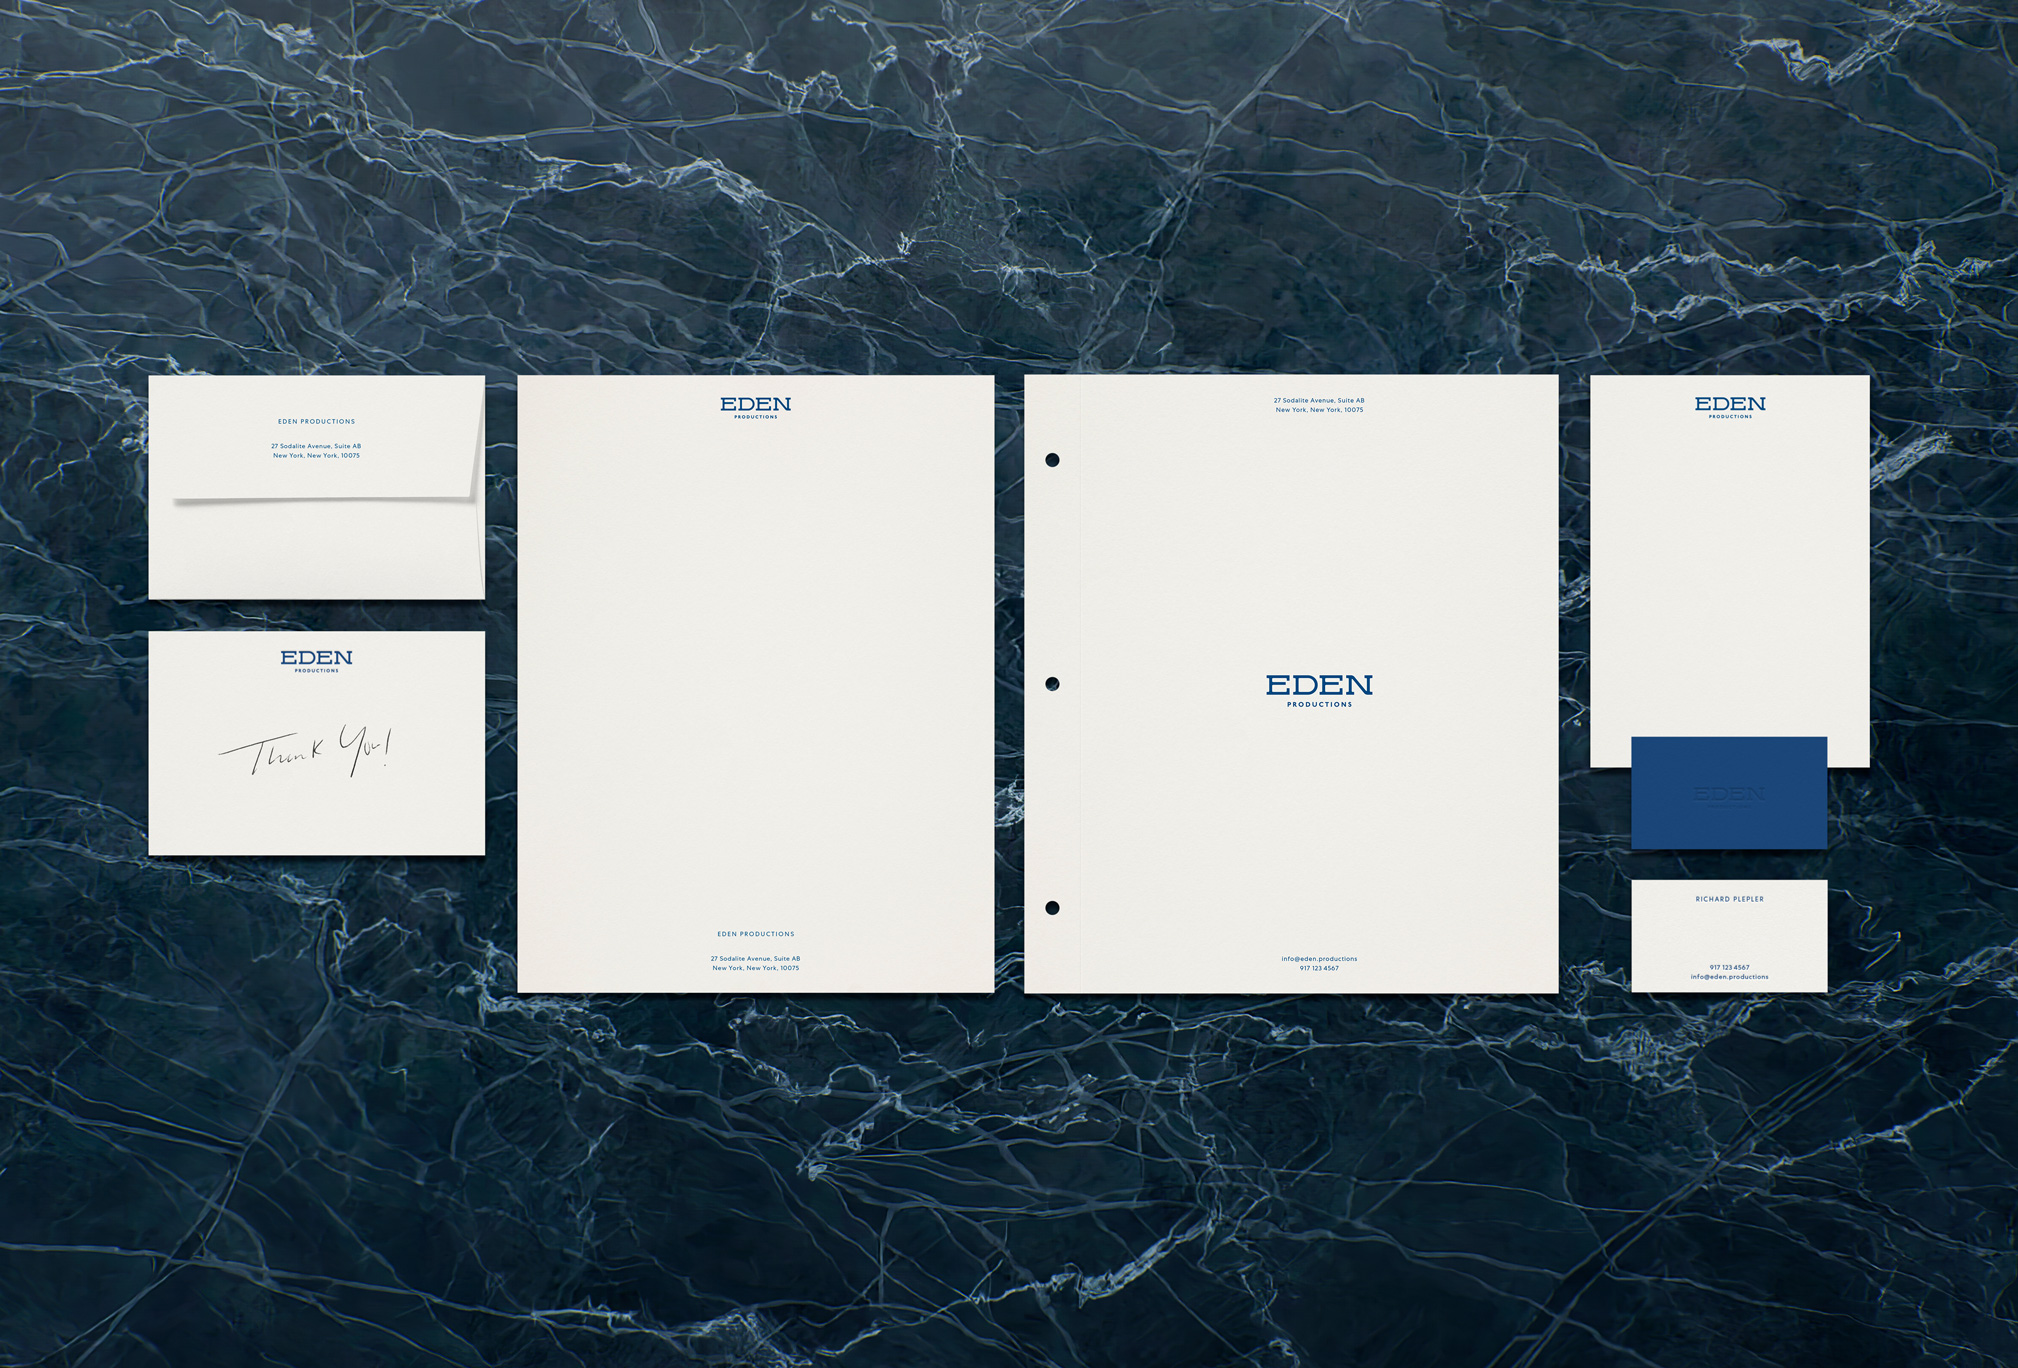 EDEN PRODUCTIONS
27 Sodalite Avenue, Suite AB
New York, New York, 10075
EDEN
PRODUCTIONS
Thank You!
EDEN
PRODUCTIONS
EDEN PRODUCTIONS
27 Sodalite Avenue, Suite AB
New York, New York, 10075
27 Sodalite Avenue, Suite AB
New York, New York, 10075
EDEN
PRODUCTIONS
info@eden.productions
917 123 4567
EDEN
PRODUCTIONS
EDEN
RICHARD PLEPLER
917 123 4567
info@eden.productions